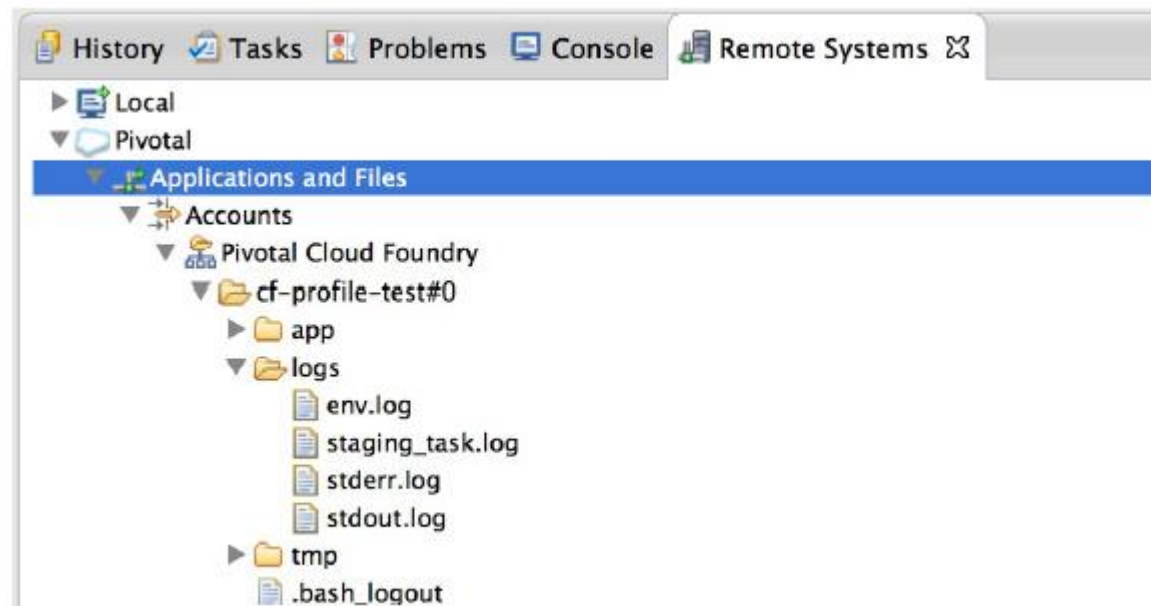 History Tasks Problems Console Remote Systems
Local
Pivotal
Applications and Files
Accounts
Pivotal Cloud Foundry
cf-profile-test#0
app
logs
env.log
staging_task.log
stderr.log
stdout.log
tmp
.bash_logout